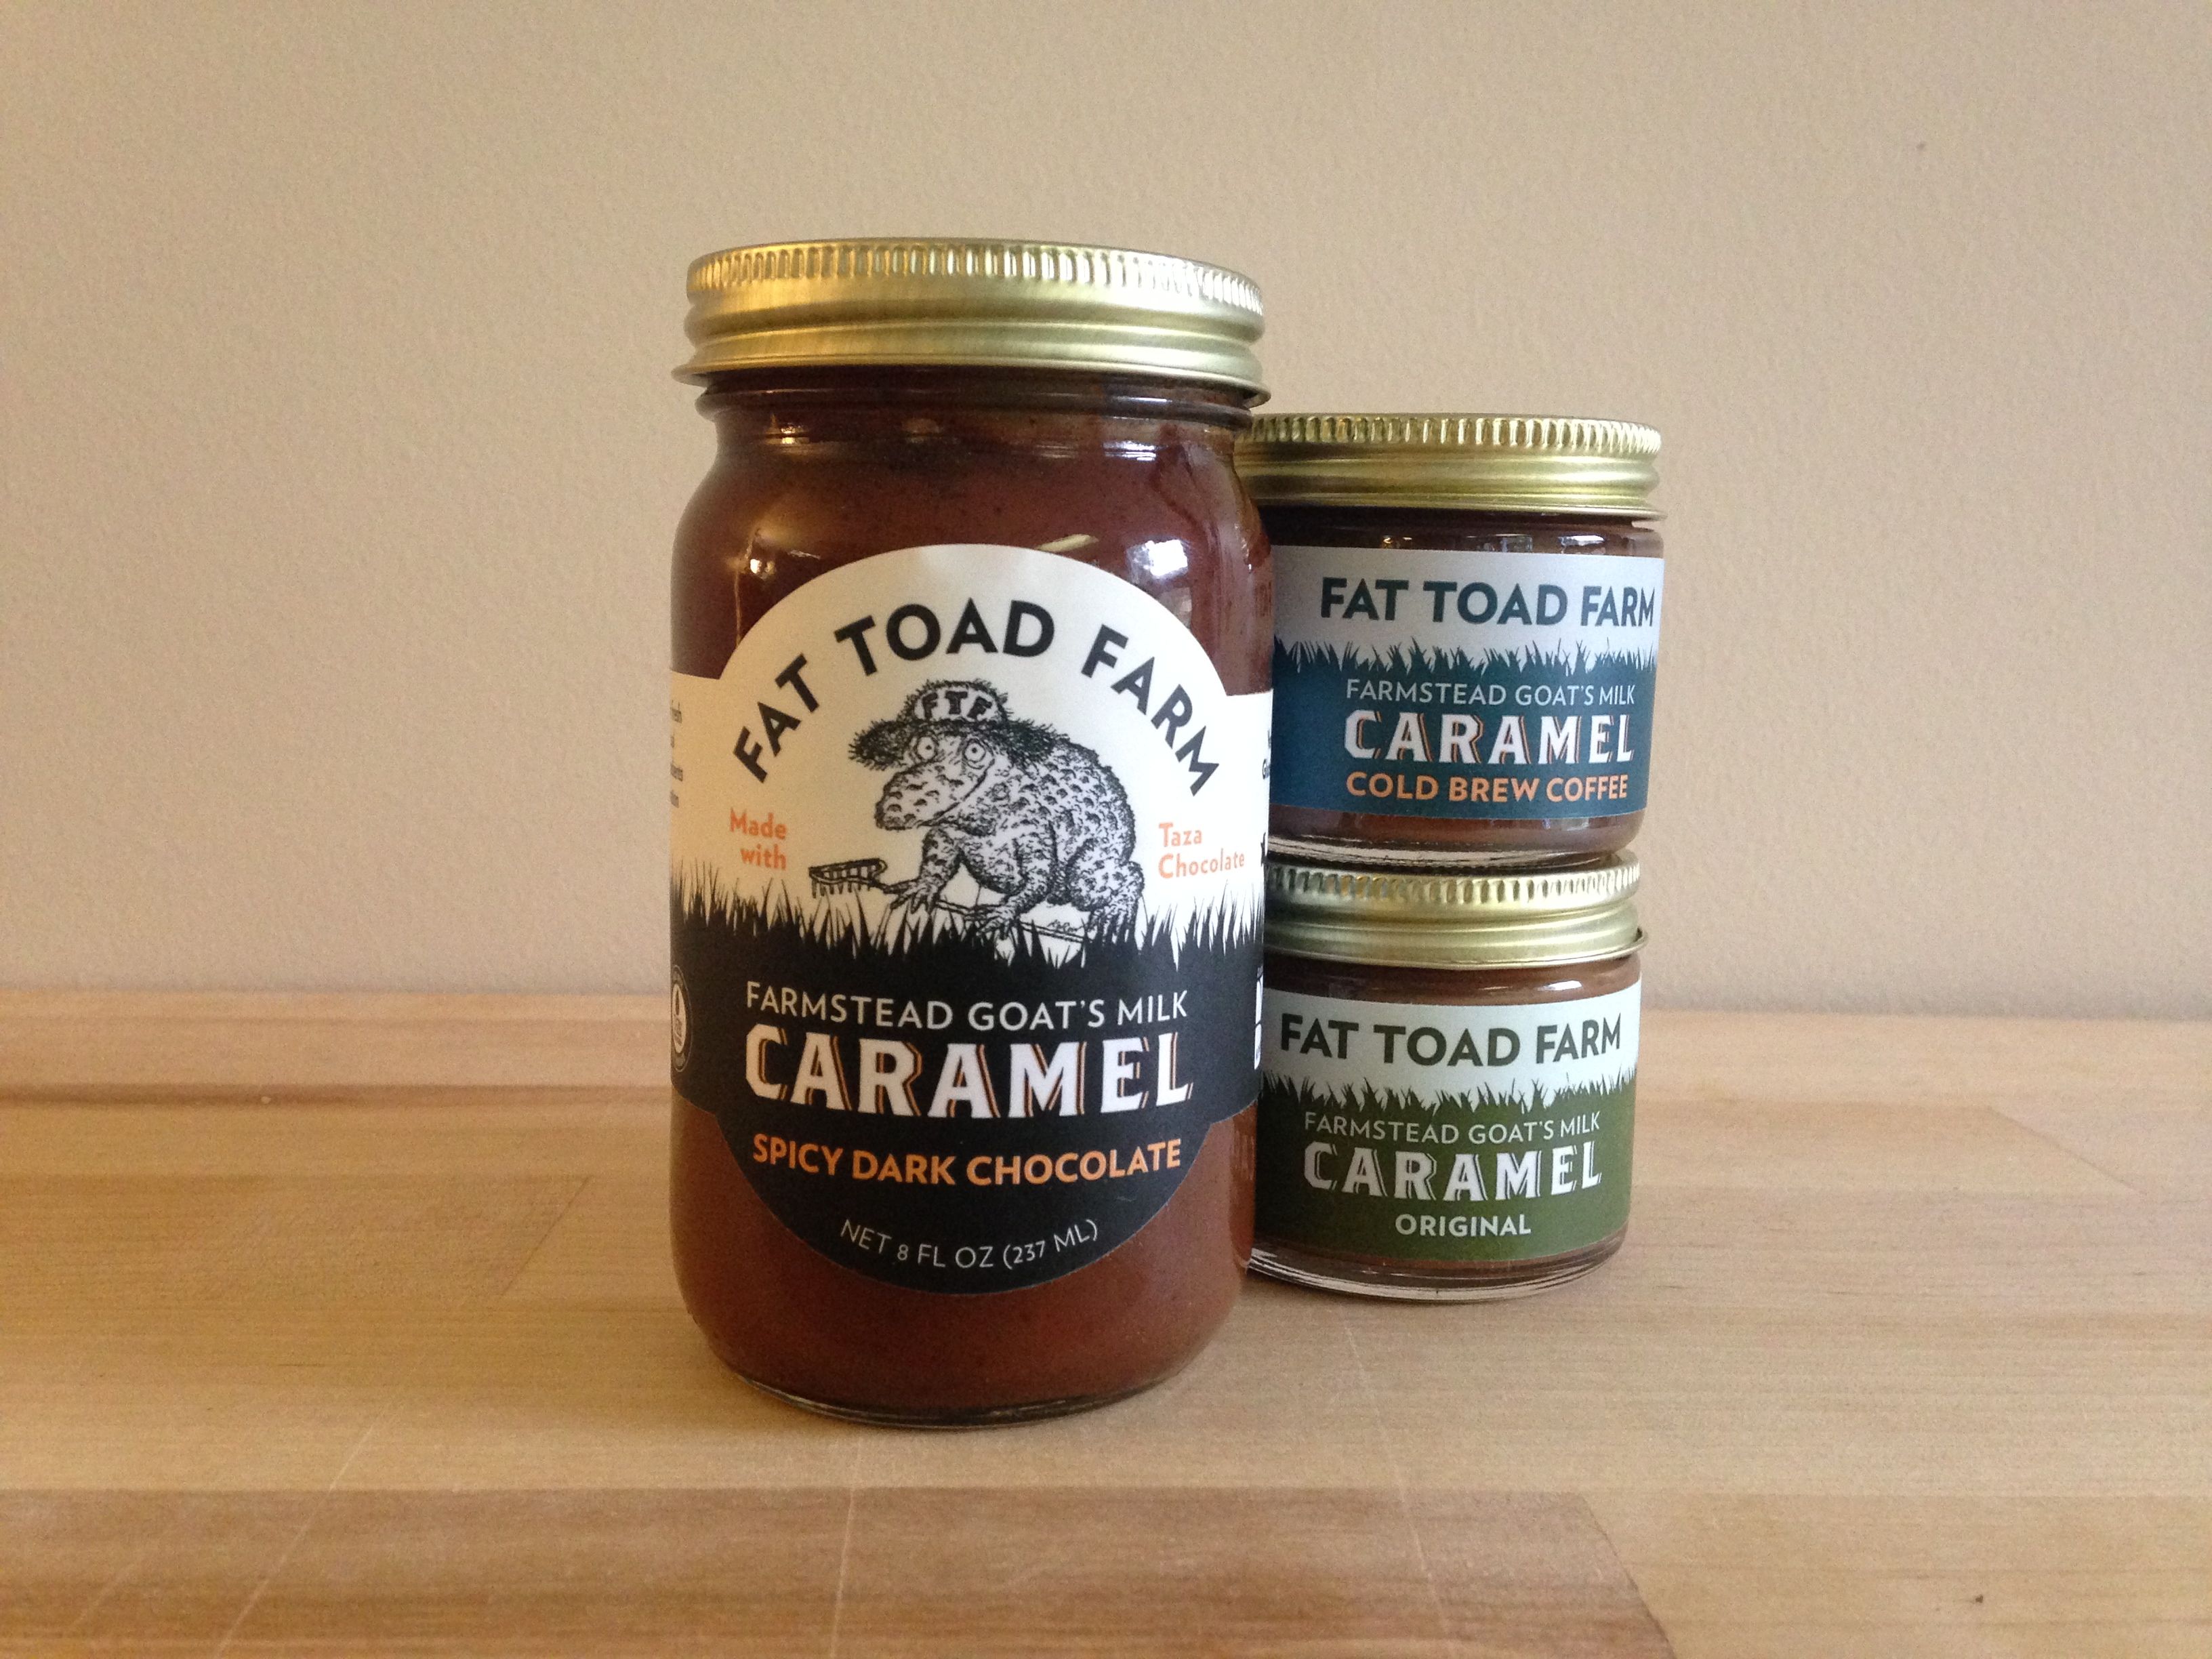 FAT TOAD FARM
FTF
Made
with
Taza
Chocolate
FARMSTEAD GOAT'S MILK
CARAMEL
SPICY DARK CHOCOLATE
NET 8 FL OZ (237 ML)
FAT TOAD FARM
FARMSTEAD GOAT'S MILK
CARAMEL
COLD BREW COFFEE
FAT TOAD FARM
FARMSTEAD GOAT'S MILK
CARAMEL
ORIGINAL